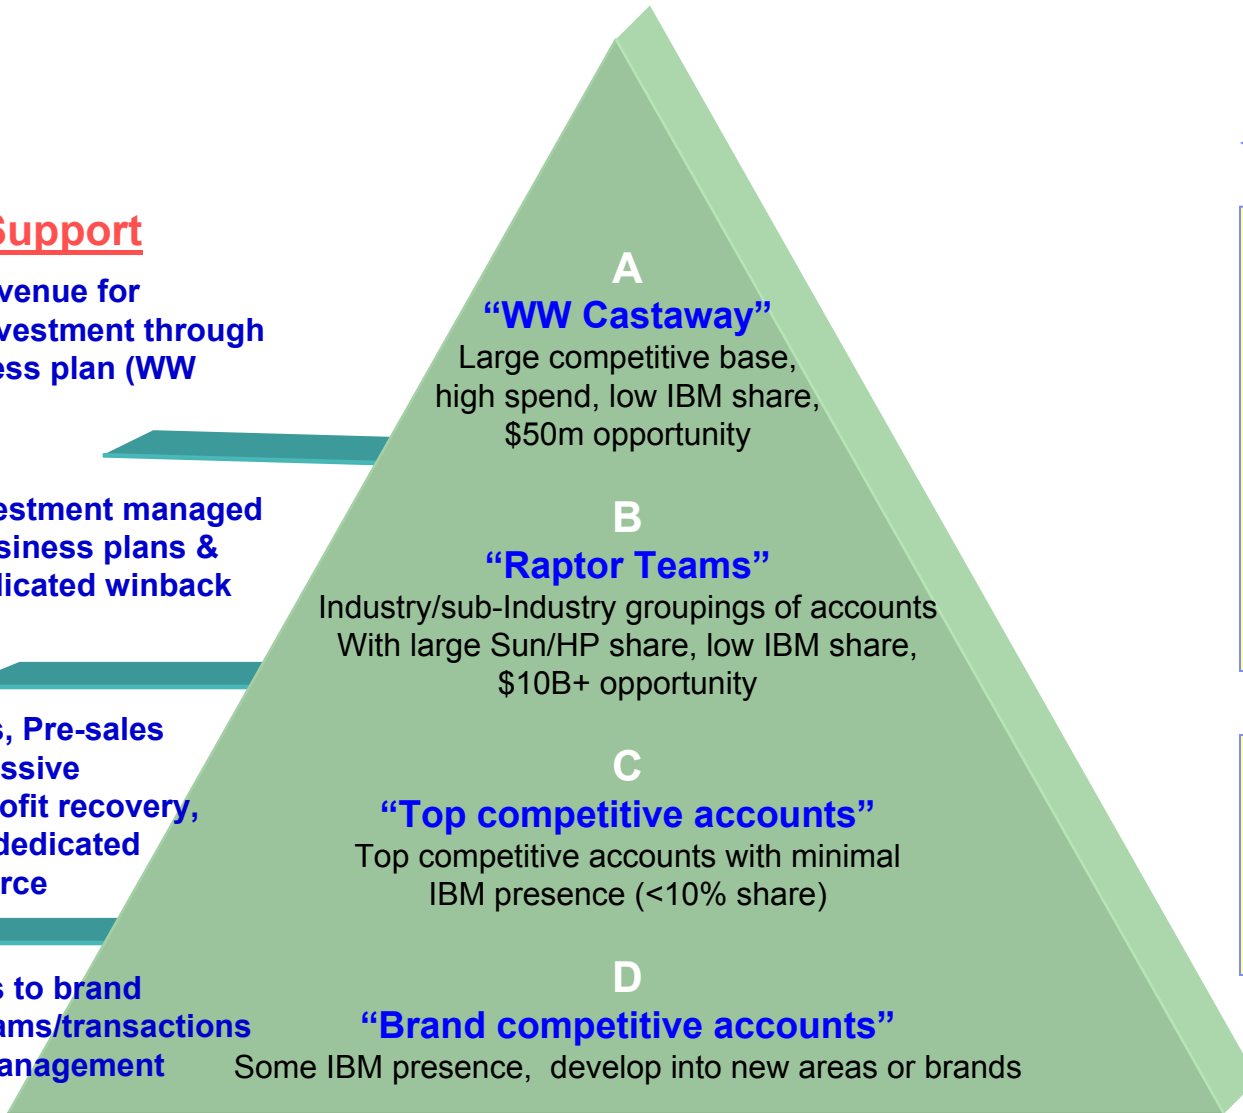 Support
venue for
vestment through
ess plan (WW
estment managed
siness plans &
licated winback
s, Pre-sales
ssive
ofit recovery,
dedicated
rce
s to brand
ams/transactions
anagement
A
“WW Castaway”
Large competitive base,
high spend, low IBM share,
$50m opportunity
B
“Raptor Teams”
Industry/sub-Industry groupings of accounts
With large Sun/HP share, low IBM share,
$10B+ opportunity
C
“Top competitive accounts”
Top competitive accounts with minimal
IBM presence (<10% share)
D
“Brand competitive accounts”
Some IBM presence, develop into new areas or brands